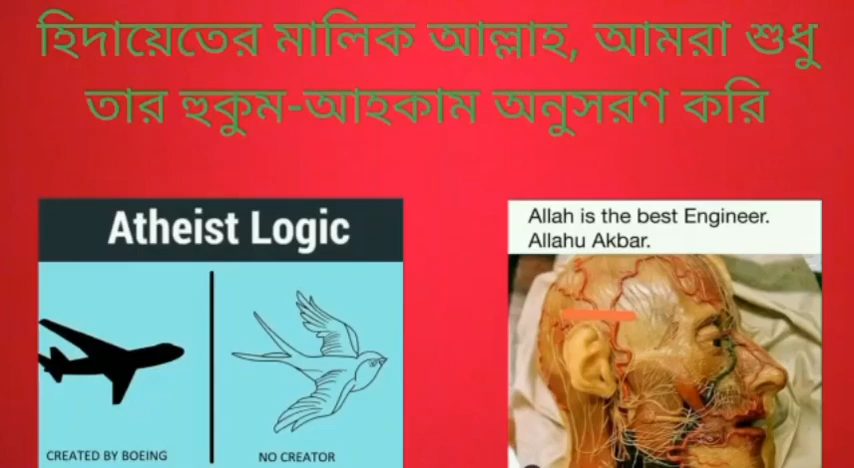 হিদায়েতের মালিক আল্লাহ, আমরা শুধু
তার হুকুম-আহকাম অনুসরণ করি
Atheist Logic
CREATED BY BOEING
NO CREATOR
Allah is the best Engineer.
Allahu Akbar.